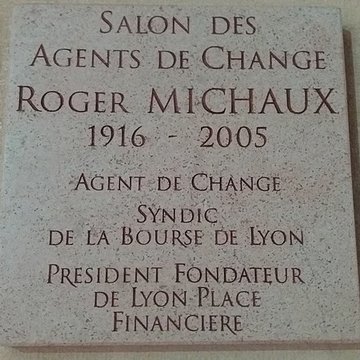 SALON DES
AGENTS DE CHANGE
ROGER MICHAUX
1916 - 2005
AGENT DE CHANGE
SYNDIC
DE LA BOURSE DE LYON
PRESIDENT FONDATEUR
DE LYON PLACE
FINANCIERE